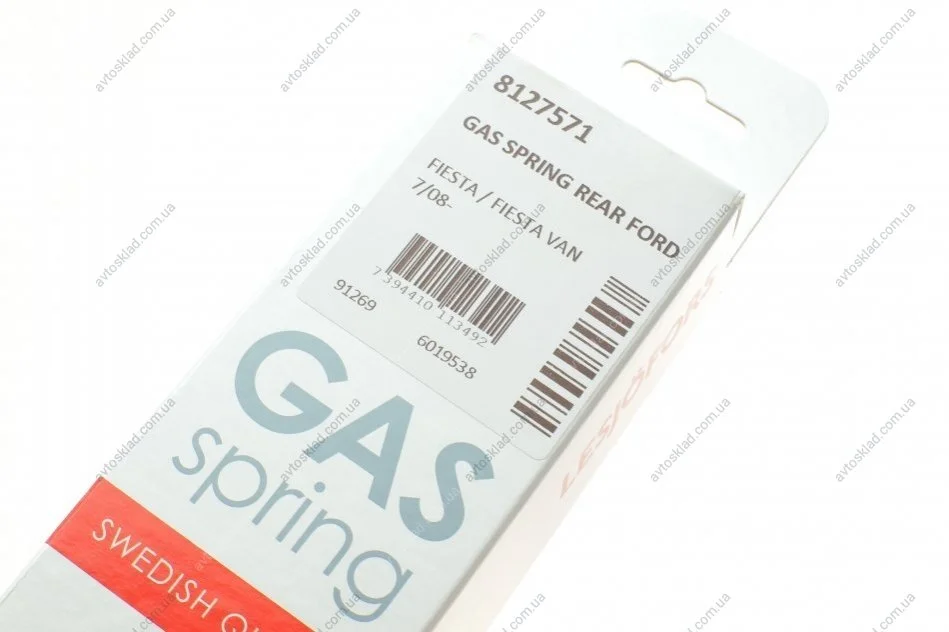 8127571
GAS SPRING REAR FORD
FIESTA / FIESTA VAN
7/08-
7 394410 113492
91269
6019538
GAS
spring
SWEDISH
LESJÖFORS
avtosklad.com.ua